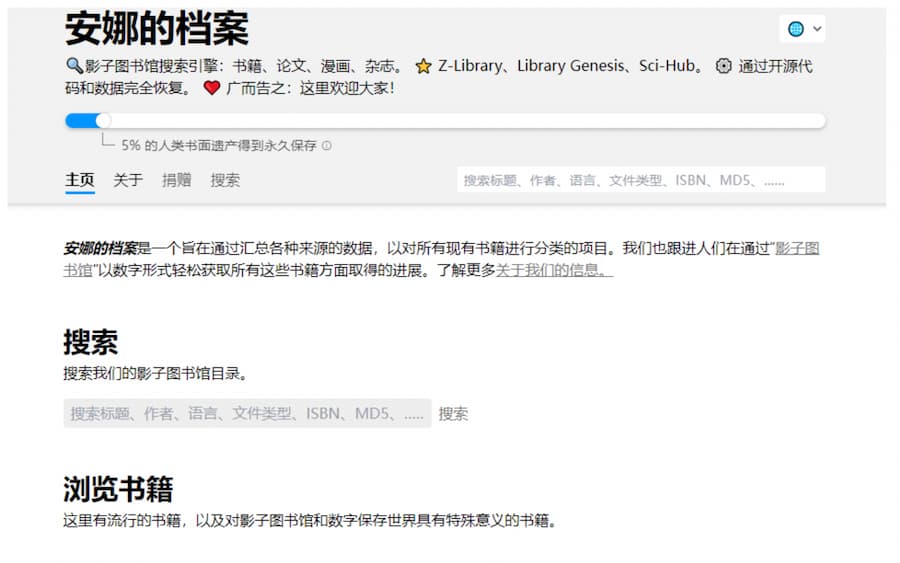 安娜的档案
🔍影子图书馆搜索引擎：书籍、论文、漫画、杂志。 ⭐ Z-Library、Library Genesis、Sci-Hub。 ⚙️ 通过开源代
码和数据完全恢复。 ❤️ 广而告之：这里欢迎大家！
5% 的人类书面遗产得到永久保存 ⓘ
主页 关于 捐赠 搜索 搜索标题、作者、语言、文件类型、ISBN、MD5、……
安娜的档案是一个旨在通过汇总各种来源的数据，以对所有现有书籍进行分类的项目。我们也跟进人们在通过"影子图
书馆"以数字形式轻松获取所有这些书籍方面取得的进展。了解更多关于我们的信息。
搜索
搜索我们的影子图书馆目录。
搜索标题、作者、语言、文件类型、ISBN、MD5、…… 搜索
浏览书籍
这里有流行的书籍，以及对影子图书馆和数字保存世界具有特殊意义的书籍。